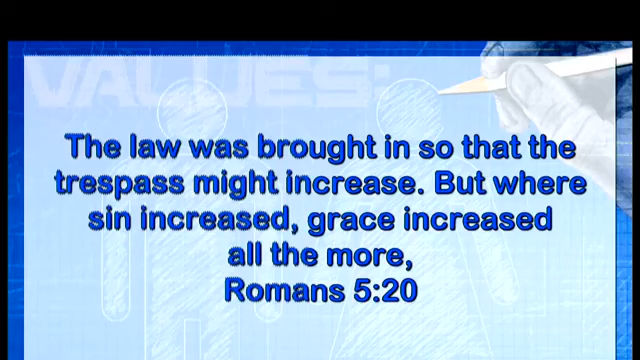 VALUES:
The law was brought in so that the
trespass might increase. But where
sin increased, grace increased
all the more,
Romans 5:20